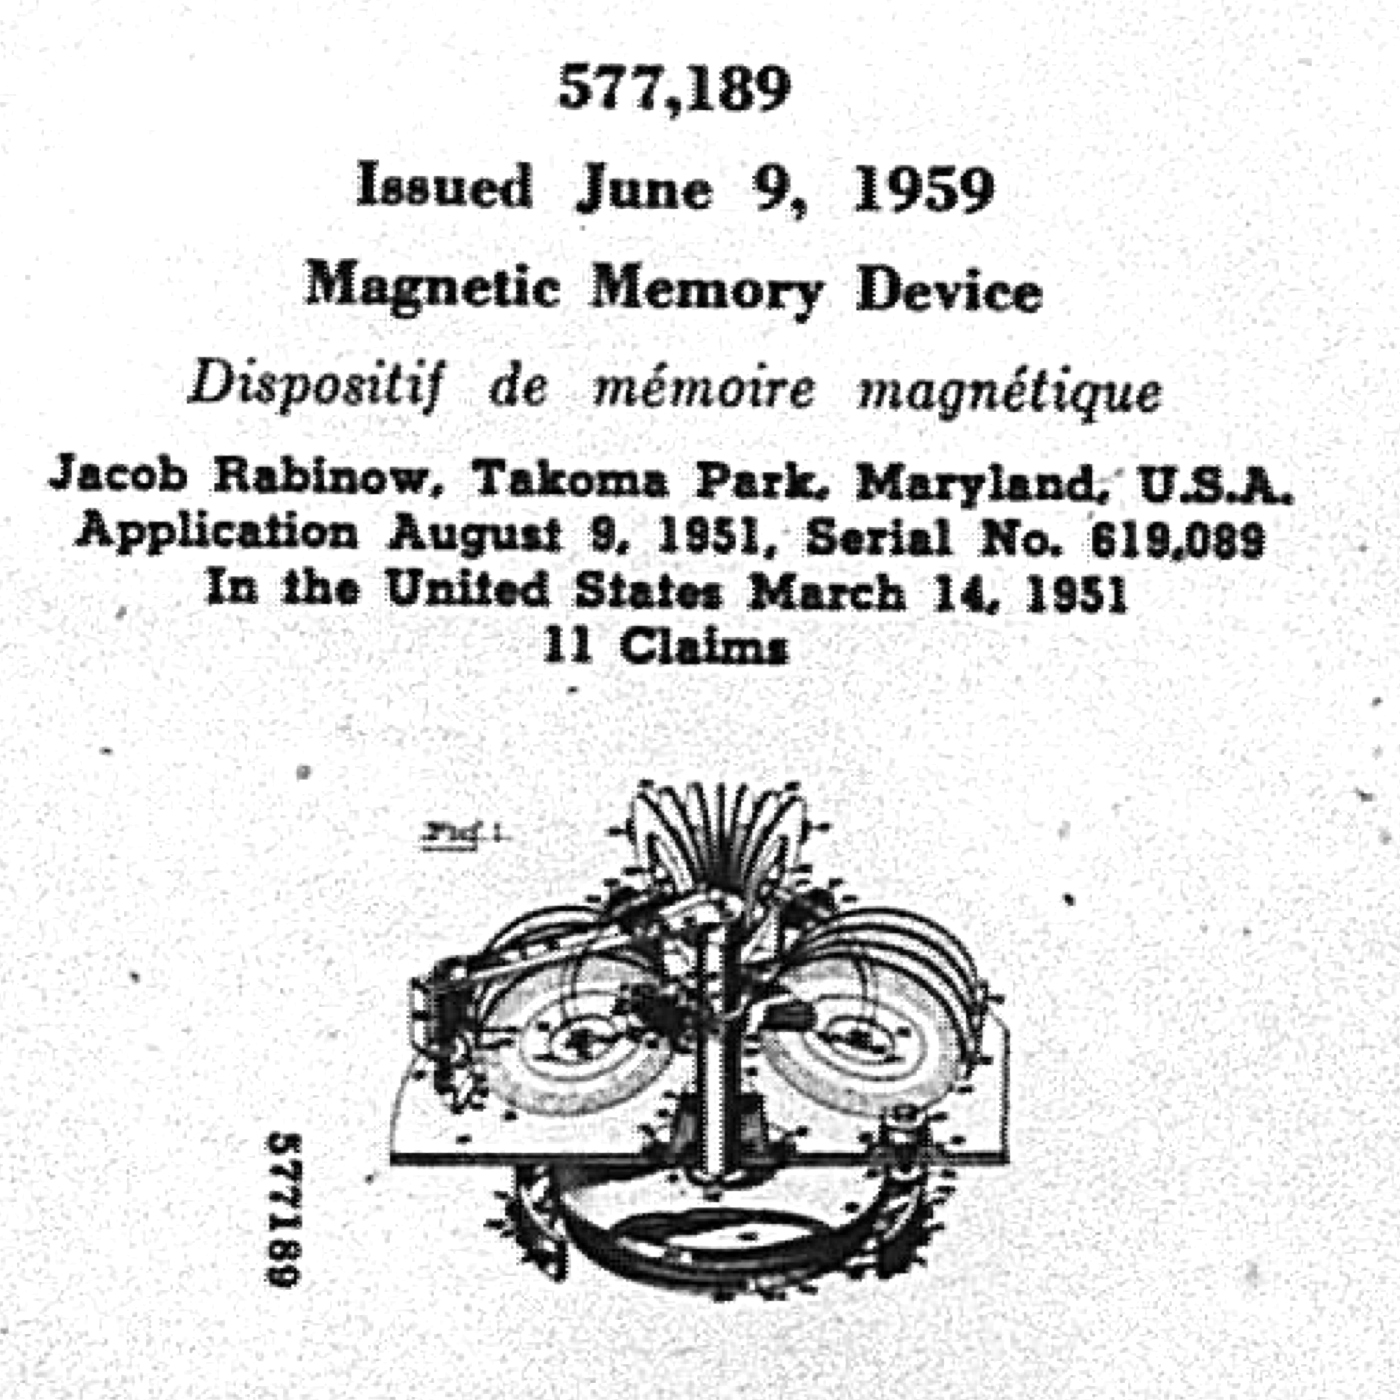 577,189
Issued June 9, 1959
Magnetic Memory Device
Dispositif de mémoire magnétique
Jacob Rabinow, Takoma Park, Maryland, U.S.A.
Application August 9, 1951, Serial No. 619,089
In the United States March 14, 1951
11 Claims
Fig. 1.
577189